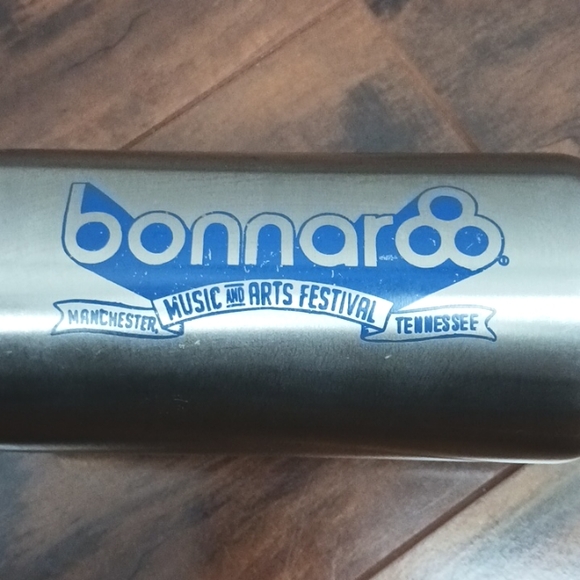 bonnaroo
MUSIC AND ARTS FESTIVAL
MANCHESTER, TENNESSEE